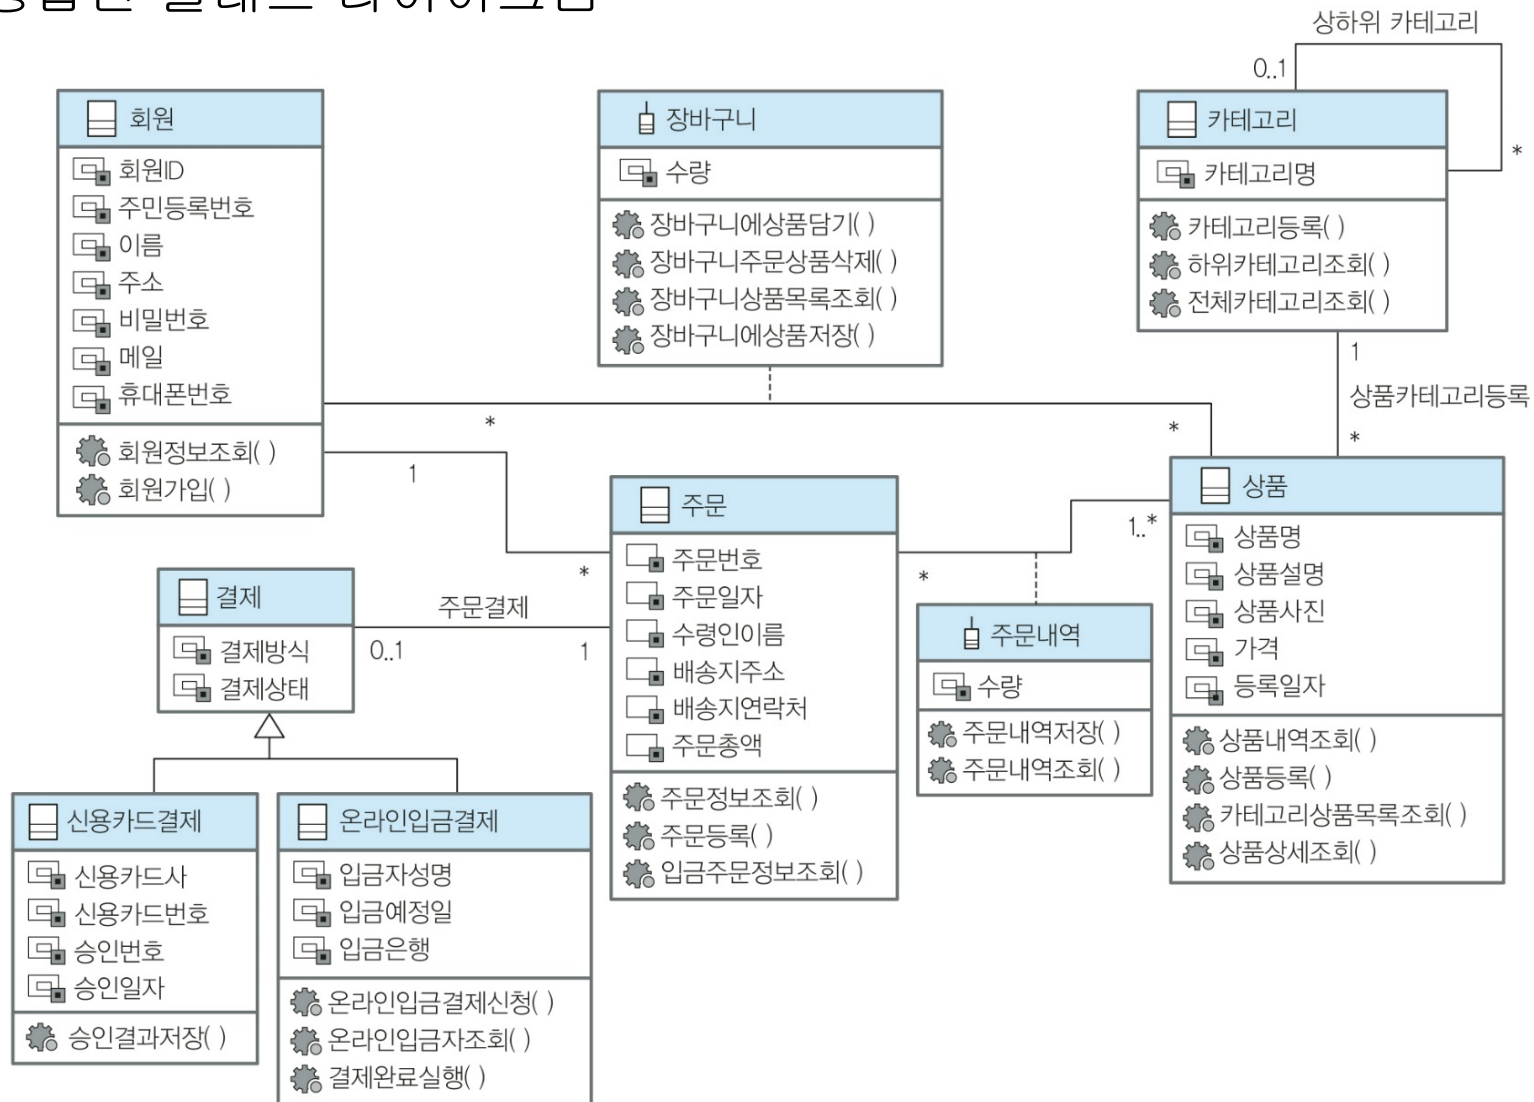 상하위 카테고리
0..1
*
회원
회원ID
주민등록번호
이름
주소
비밀번호
메일
휴대폰번호
회원정보조회( )
회원가입( )
장바구니
수량
장바구니에상품담기( )
장바구니주문상품삭제( )
장바구니상품목록조회( )
장바구니에상품저장( )
카테고리
카테고리명
카테고리등록( )
하위카테고리조회( )
전체카테고리조회( )
1
상품카테고리등록
*
*
*
1
*
주문
주문번호
주문일자
수령인이름
배송지주소
배송지연락처
주문총액
주문정보조회( )
주문등록( )
입금주문정보조회( )
1..*
*
상품
상품명
상품설명
상품사진
가격
등록일자
상품내역조회( )
상품등록( )
카테고리상품목록조회( )
상품상세조회( )
주문내역
수량
주문내역저장( )
주문내역조회( )
결제
결제방식
결제상태
주문결제
0..1
1
신용카드결제
신용카드사
신용카드번호
승인번호
승인일자
승인결과저장( )
온라인입금결제
입금자성명
입금예정일
입금은행
온라인입금결제신청( )
온라인입금자조회( )
결제완료실행( )